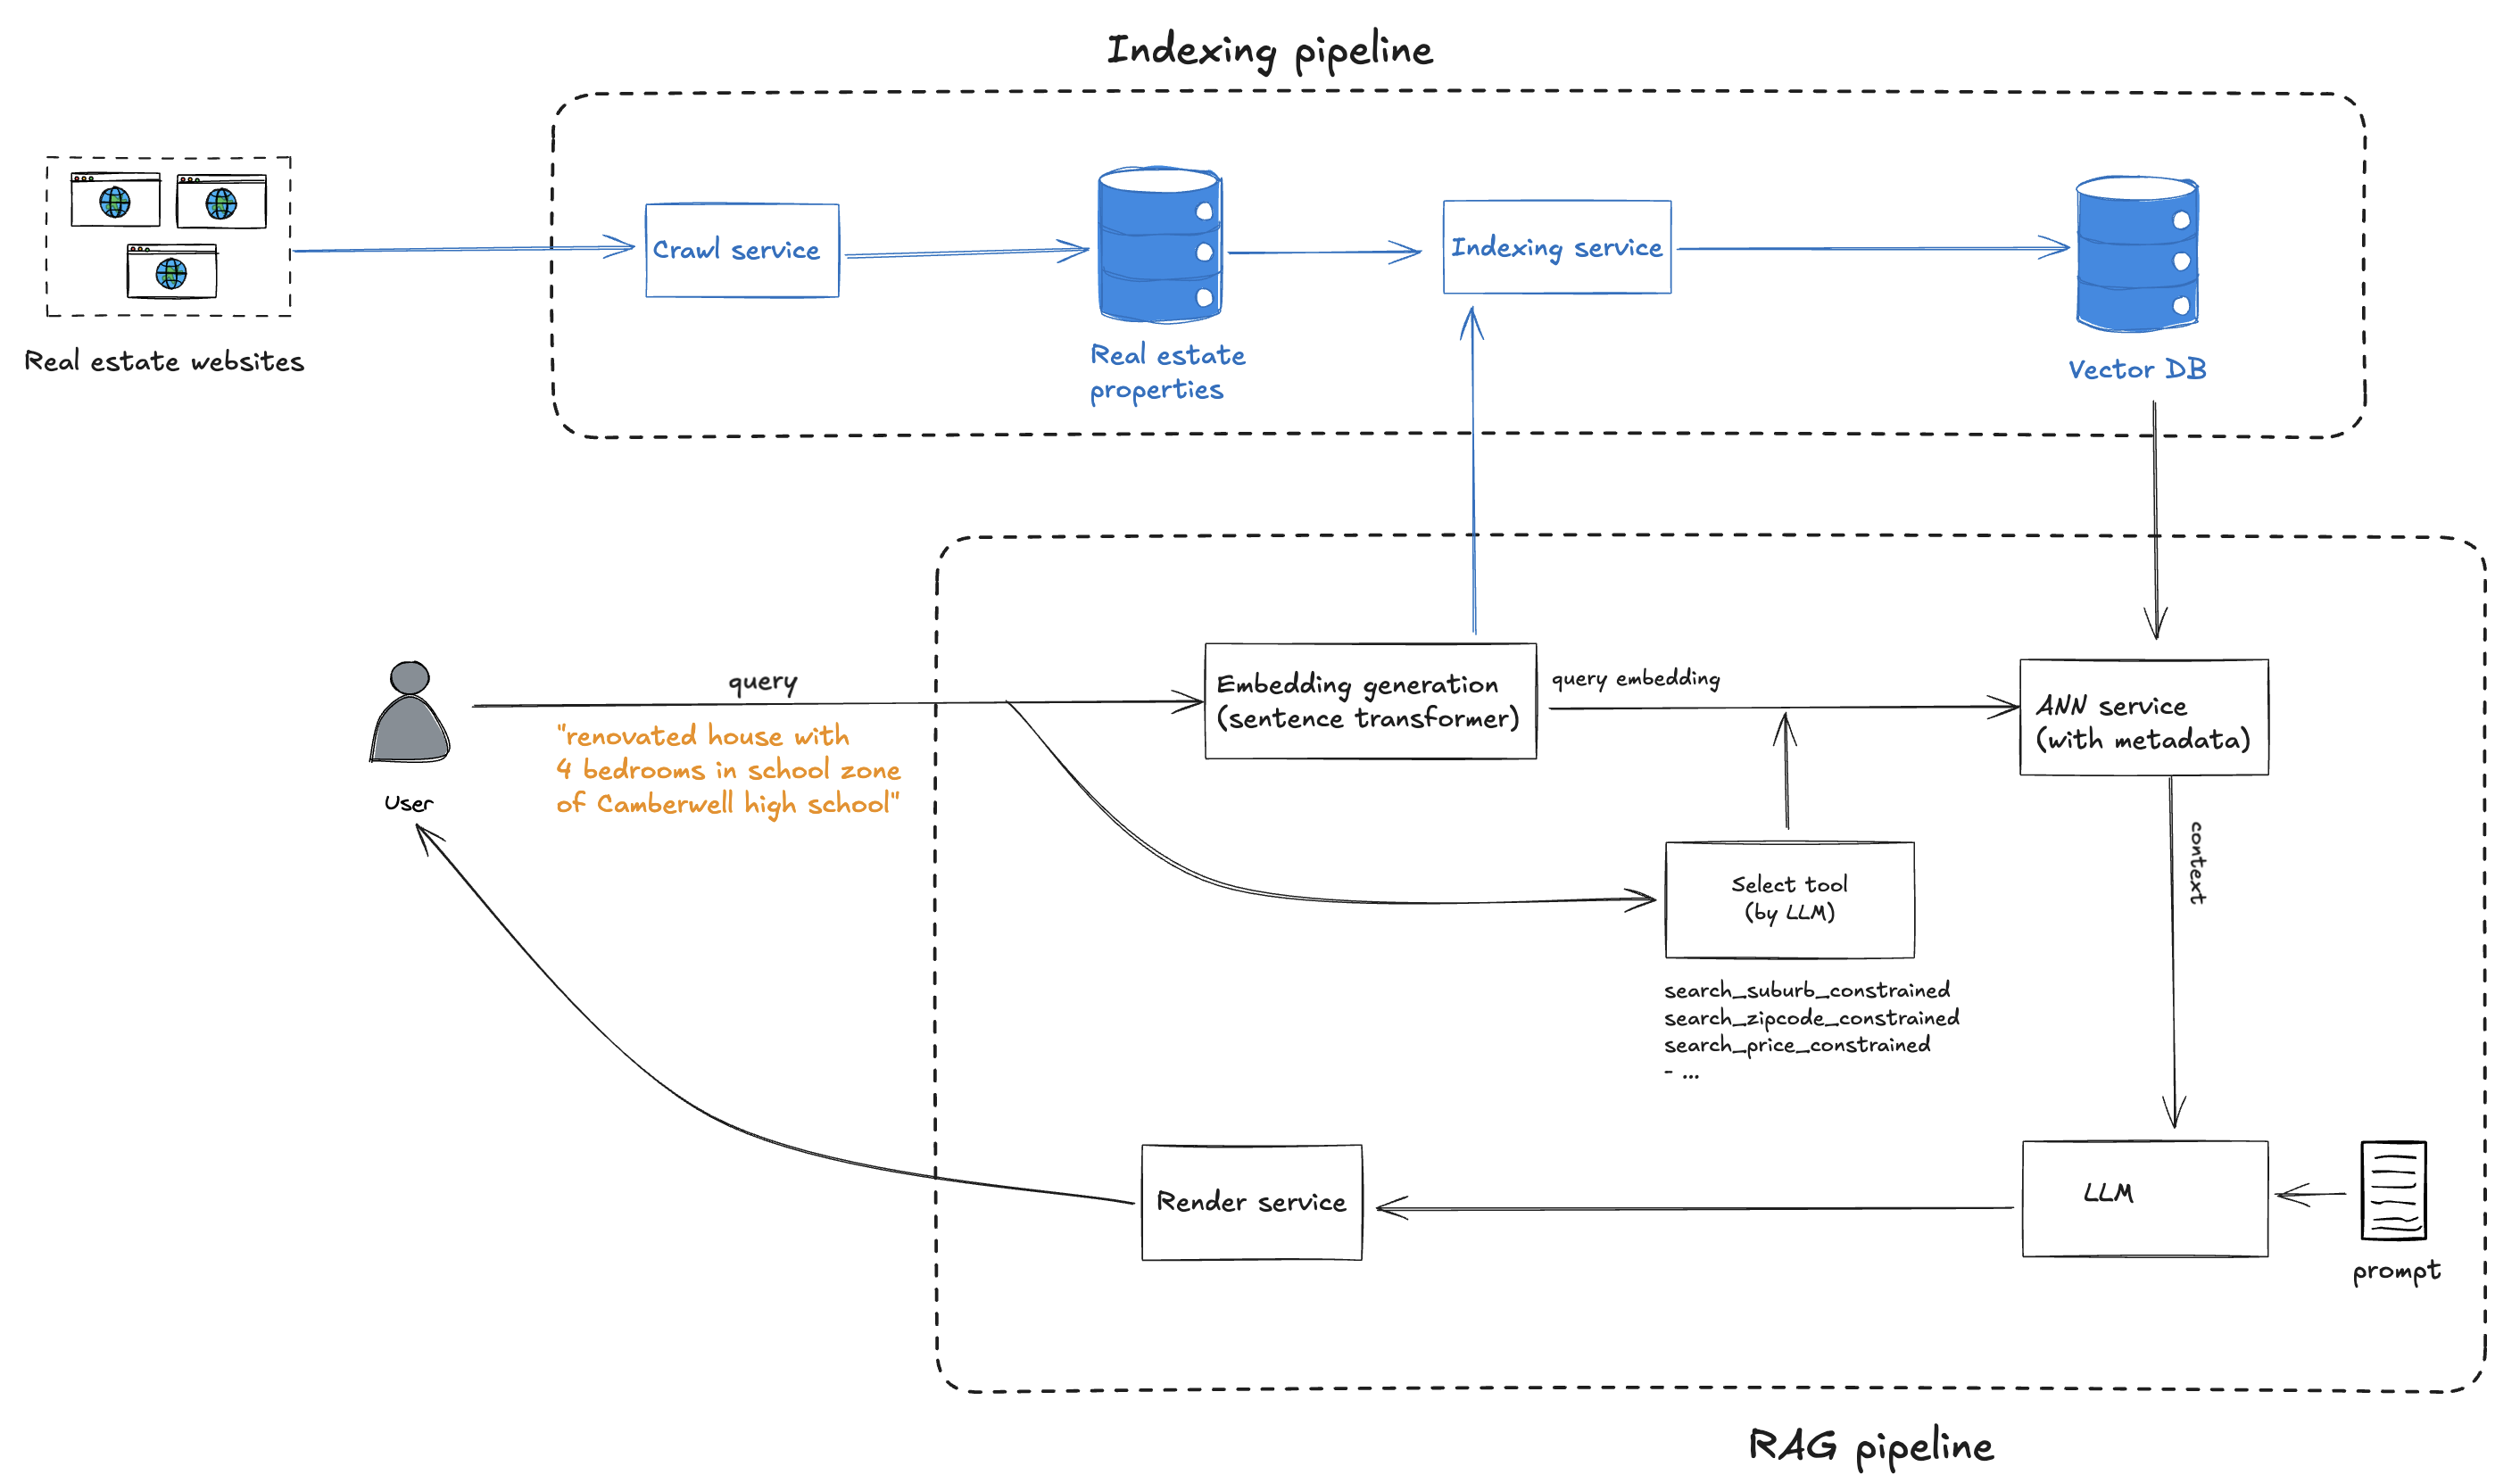 Indexing pipeline
Real estate websites
Crawl service
Real estate
properties
Indexing service
Vector DB
User
query
"renovated house with
4 bedrooms in school zone
of Camberwell high school"
Embedding generation
(sentence transformer)
query embedding
ANN service
(with metadata)
Select tool
(by LLM)
search_suburb_constrained
search_zipcode_constrained
search_price_constrained
- ...
context
LLM
prompt
Render service
RAG pipeline